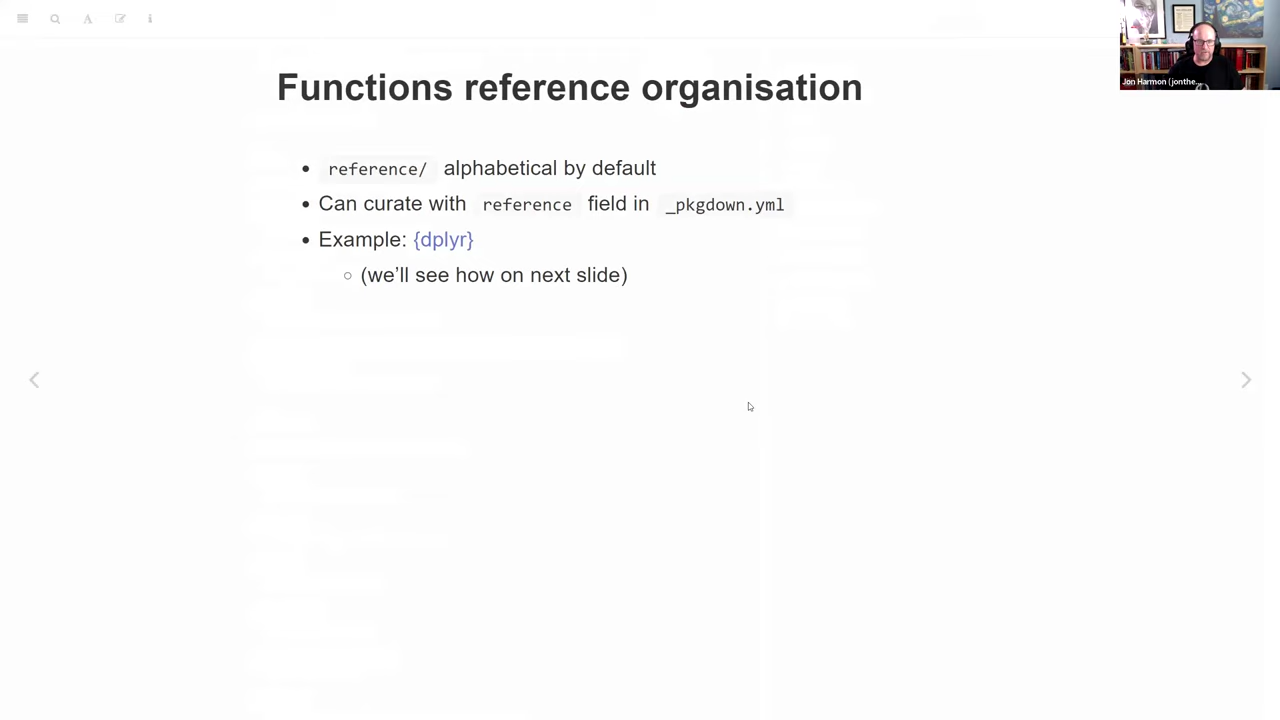 Functions reference organisation
reference/ alphabetical by default
Can curate with reference field in _pkgdown.yml
Example: {dplyr}
(we’ll see how on next slide)
Jon Harmon (jonthe...